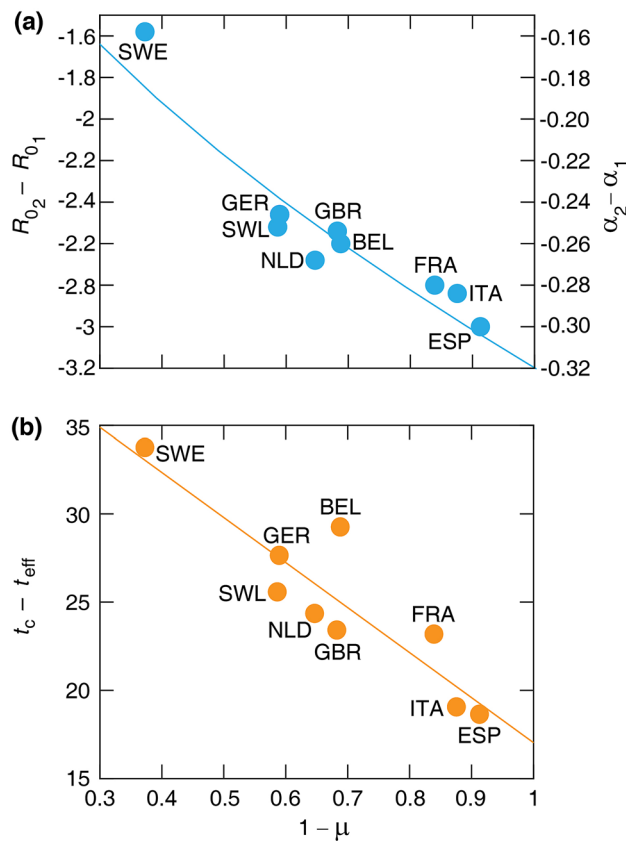 (a)
-1.6
-1.8
-2
-2.2
-2.4
-2.2
-2.8
-3
-3.2
R₀₂ − R₀₁
SWE
GER
SWL
NLD
GBR
BEL
FRA
ITA
ESP
-0.16
-0.18
-0.20
-0.22
-0.24
-0.26
-0.28
-0.30
-0.32
α₂−α₁
(b)
35
30
25
20
15
t_c − t_eff
SWE
BEL
GER
SWL
NLD
GBR
FRA
ITA
ESP
0.3 0.4 0.5 0.6 0.7 0.8 0.9 1
1 − μ